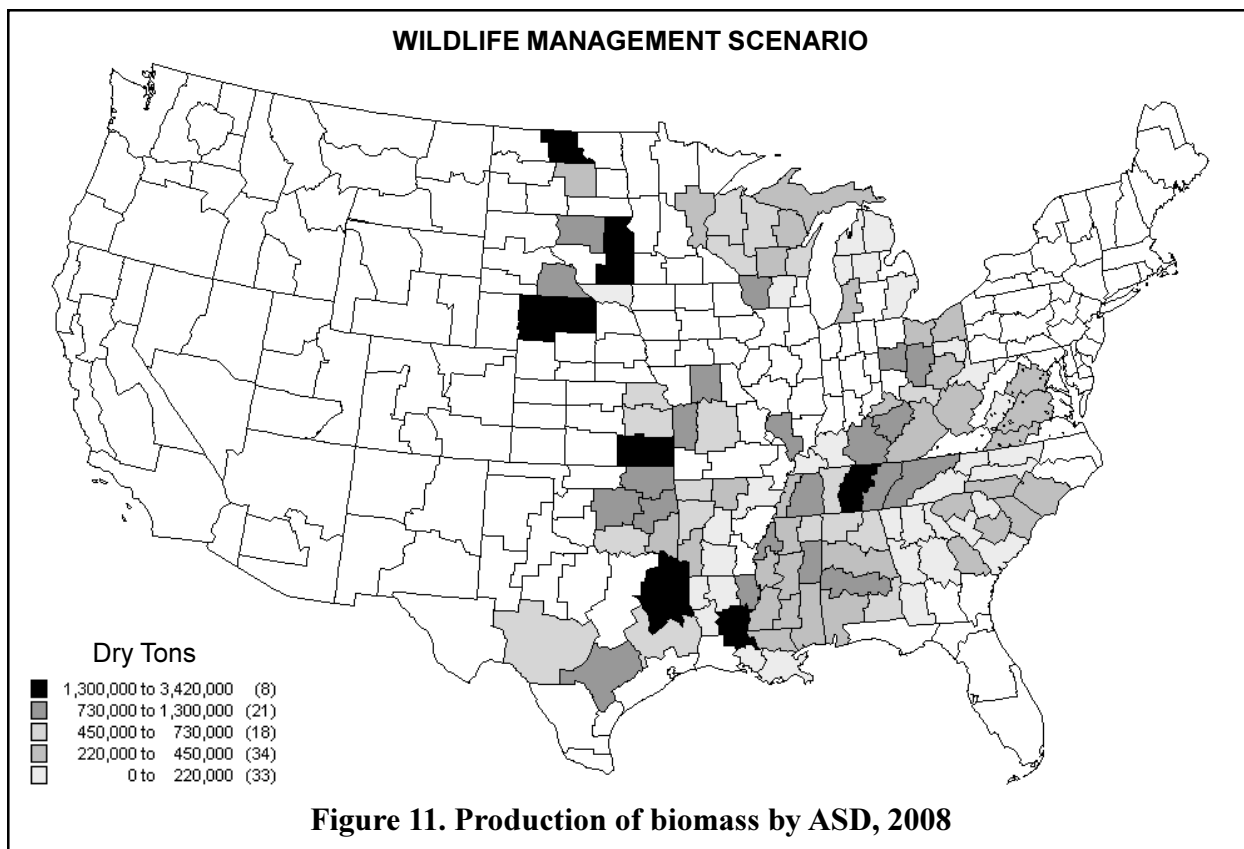 WILDLIFE MANAGEMENT SCENARIO
Dry Tons
1,300,000 to 3,420,000 (8)
730,000 to 1,300,000 (21)
450,000 to 730,000 (18)
220,000 to 450,000 (34)
0 to 220,000 (33)
Figure 11. Production of biomass by ASD, 2008